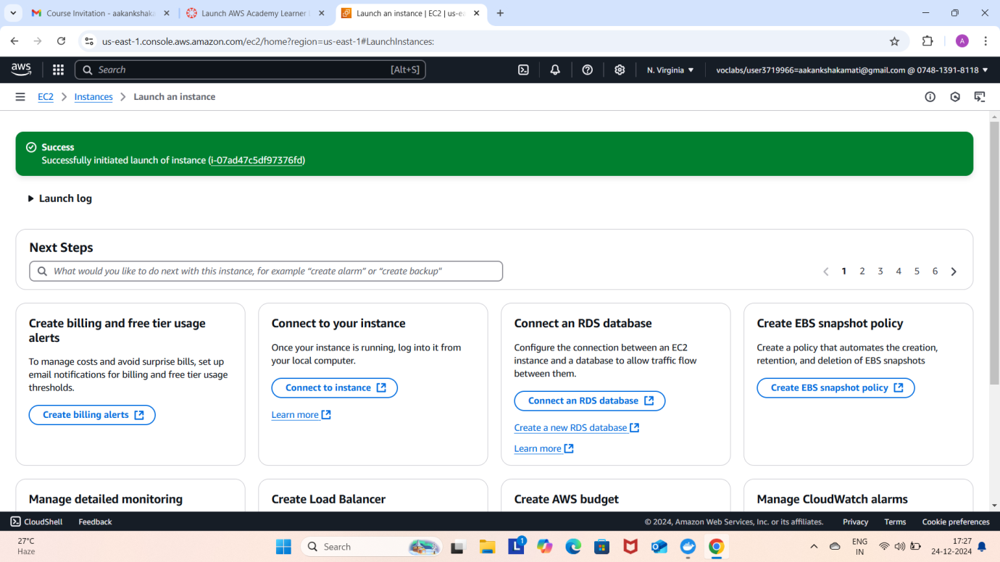 Course Invitation - aakankshaka
Launch AWS Academy Learner
Launch an instance | EC2 | us-ea
us-east-1.console.aws.amazon.com/ec2/home?region=us-east-1#LaunchInstances:
A
aws
Search
[Alt+S]
N. Virginia
voclabs/user3719966=aakankshakamati@gmail.com @ 0748-1391-8118
EC2
Instances
Launch an instance
Success
Successfully initiated launch of instance (i-07ad47c5df97376fd)
Launch log
Next Steps
What would you like to do next with this instance, for example “create alarm” or “create backup”
1 2 3 4 5 6
Create billing and free tier usage
alerts
To manage costs and avoid surprise bills, set up
email notifications for billing and free tier usage
thresholds.
Create billing alerts
Connect to your instance
Once your instance is running, log into it from
your local computer.
Connect to instance
Learn more
Connect an RDS database
Configure the connection between an EC2
instance and a database to allow traffic flow
between them.
Connect an RDS database
Create a new RDS database
Learn more
Create EBS snapshot policy
Create a policy that automates the creation,
retention, and deletion of EBS snapshots
Create EBS snapshot policy
Manage detailed monitoring
Create Load Balancer
Create AWS budget
Manage CloudWatch alarms
CloudShell
Feedback
© 2024, Amazon Web Services, Inc. or its affiliates.
Privacy
Terms
Cookie preferences
27°C
Haze
Search
L
1
ENG
IN
17:27
24-12-2024